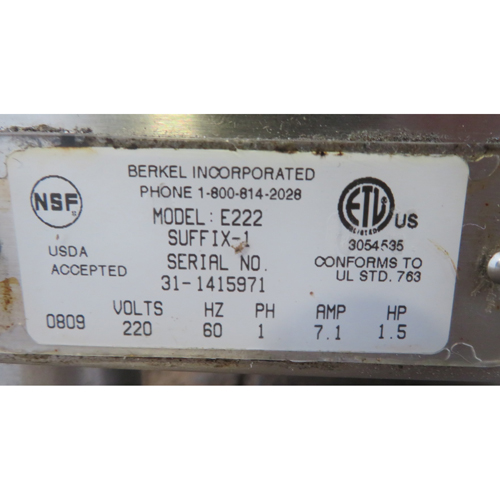 BERKEL INCORPORATED
PHONE 1-800-814-2028
MODEL: E222
SUFFIX-1
SERIAL NO.
31-1415971
NSF
USDA
ACCEPTED
ETL US
LISTED
3054535
CONFORMS TO
UL STD. 763
VOLTS HZ PH AMP HP
0809 220 60 1 7.1 1.5